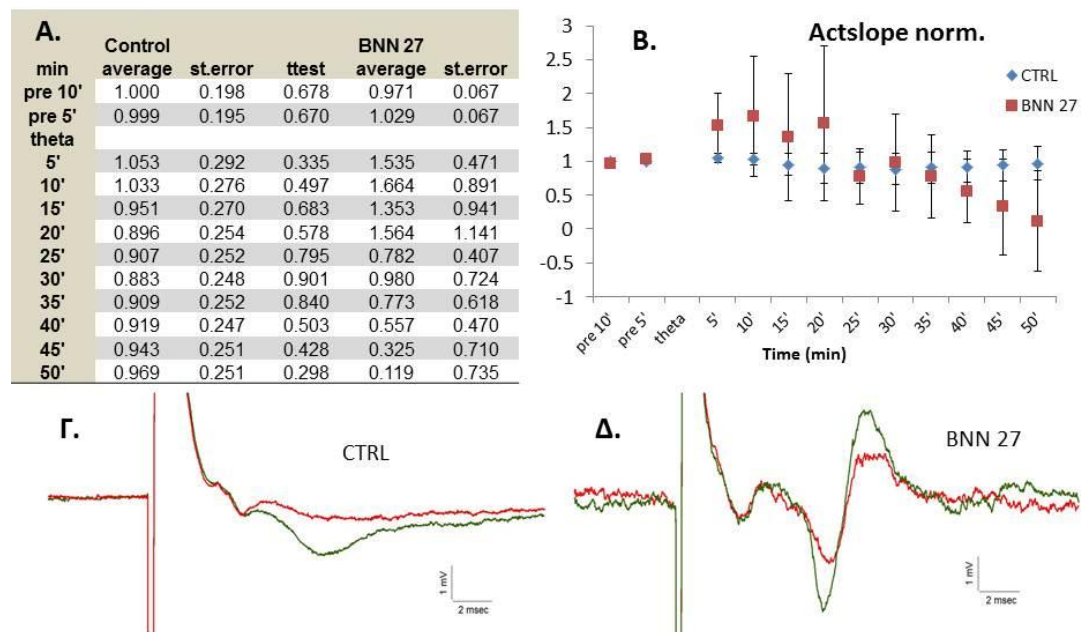 Α.
Control BNN 27
min average st.error ttest average st.error
pre 10' 1.000 0.198 0.678 0.971 0.067
pre 5' 0.999 0.195 0.670 1.029 0.067
theta
5' 1.053 0.292 0.335 1.535 0.471
10' 1.033 0.276 0.497 1.664 0.891
15' 0.951 0.270 0.683 1.353 0.941
20' 0.896 0.254 0.578 1.564 1.141
25' 0.907 0.252 0.795 0.782 0.407
30' 0.883 0.248 0.901 0.980 0.724
35' 0.909 0.252 0.840 0.773 0.618
40' 0.919 0.247 0.503 0.557 0.470
45' 0.943 0.251 0.428 0.325 0.710
50' 0.969 0.251 0.298 0.119 0.735
Β.
Actslope norm.
3
2.5
2
1.5
1
0.5
0
-0.5
-1
CTRL
BNN 27
pre 10' pre 5' theta 5' 10' 15' 20' 25' 30' 35' 40' 45' 50'
Time (min)
Γ.
CTRL
1 mV
2 msec
Δ.
BNN 27
1 mV
2 msec